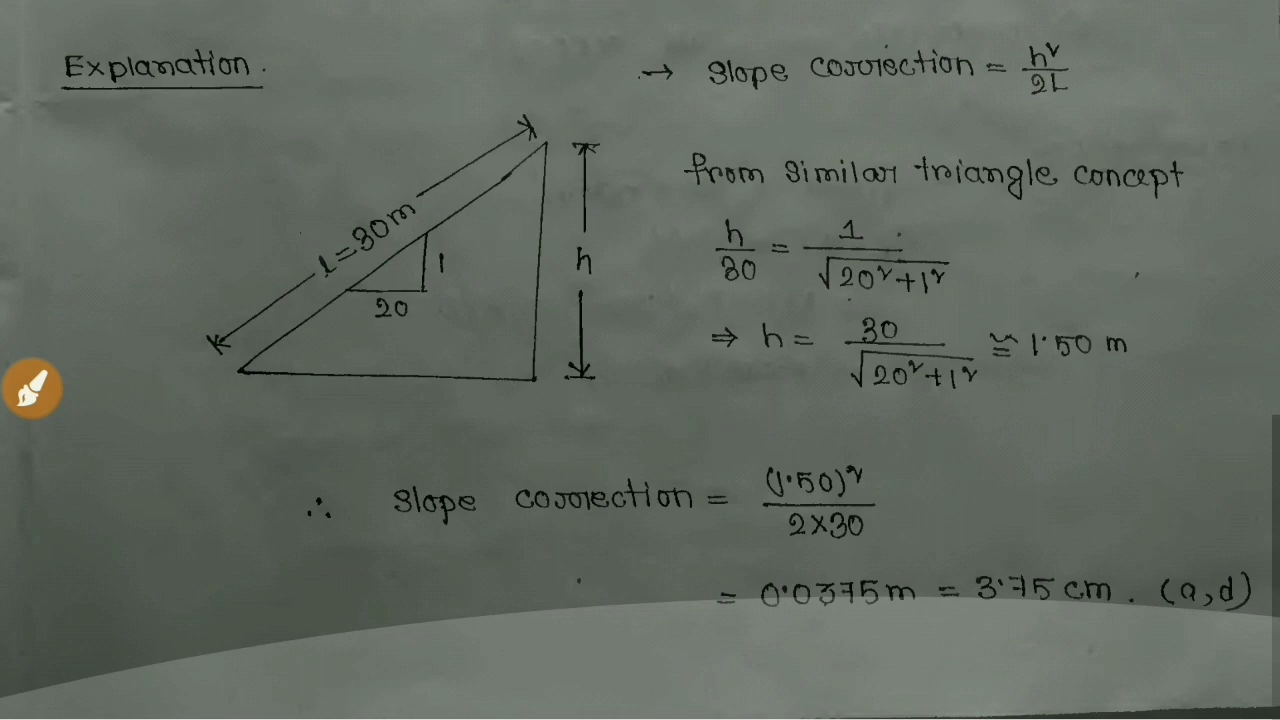 Explanation.
→ Slope correction = h²/2L
l = 30m
1
20
h
from similar triangle concept
h/30 = 1/√20²+1²
⇒ h = 30/√20²+1² ≅ 1.50 m
∴ Slope correction = (1.50)²/2×30
= 0.0375m = 3.75 cm. (a,d)